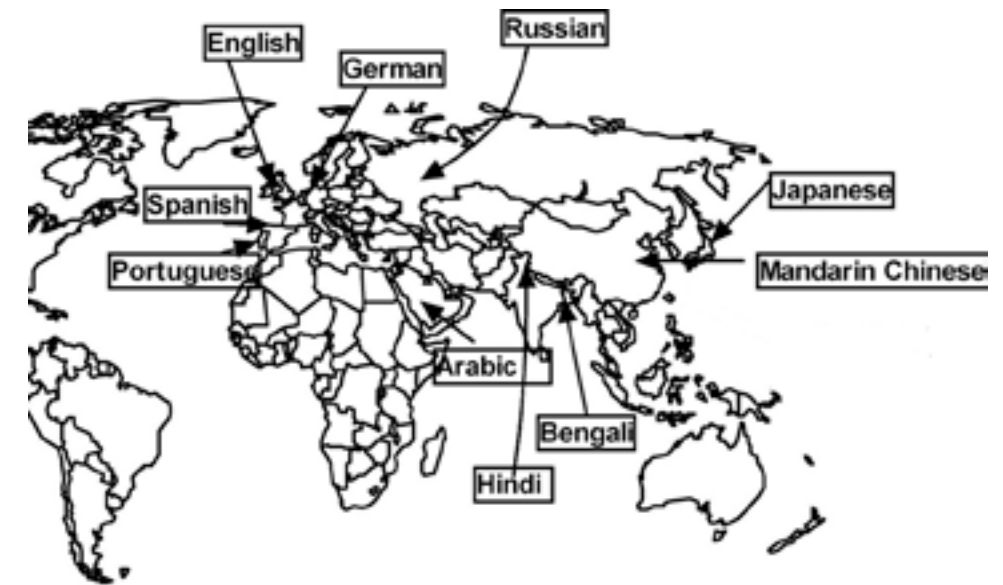 Russian
English
German
Japanese
Spanish
Portuguese
Mandarin Chinese
Arabic
Bengali
Hindi